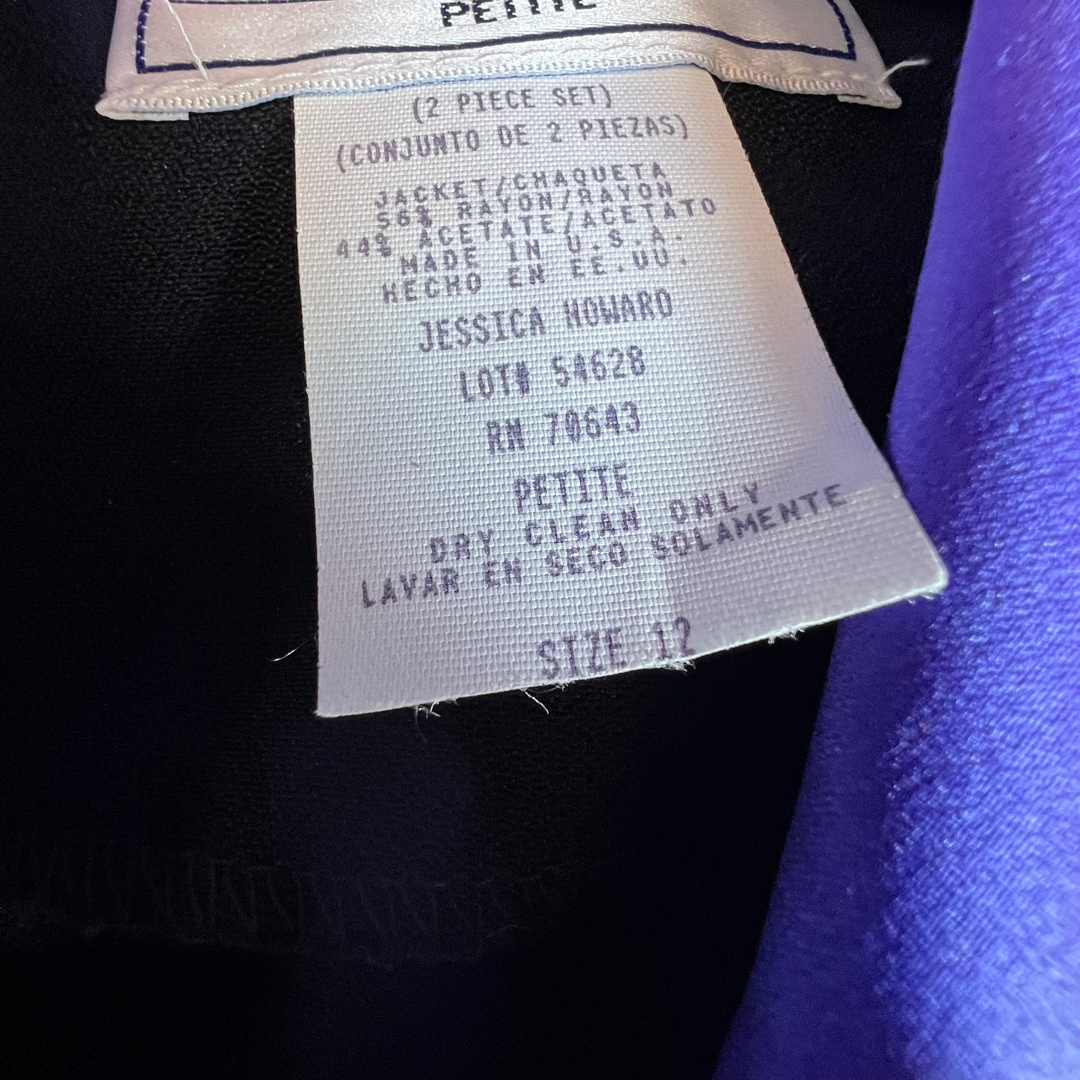 PETITE
(2 PIECE SET)
(CONJUNTO DE 2 PIEZAS)
JACKET/CHAQUETA
56% RAYON/RAYON
44% ACETATE/ACETATO
MADE IN U.S.A.
HECHO EN EE.UU.
JESSICA HOWARD
LOT# 54628
RN 70643
PETITE
DRY CLEAN ONLY
LAVAR EN SECO SOLAMENTE
SIZE 12